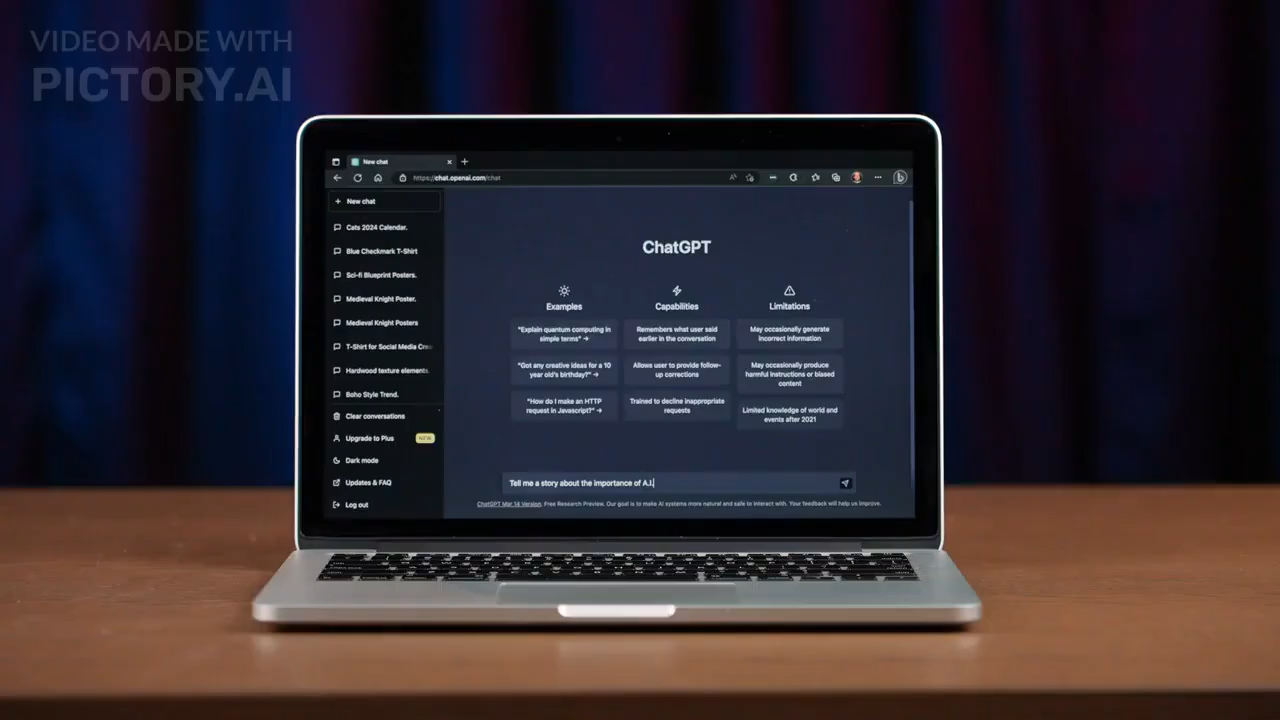 VIDEO MADE WITH
PICTORY.AI
New chat
https://chat.openai.com/chat
New chat
Cats 2024 Calendar.
Blue Checkmark T-Shirt
Sci-fi Blueprint Posters.
Medieval Knight Poster.
Medieval Knight Posters
T-Shirt for Social Media Cre
Hardwood texture elements.
Boho Style Trend.
Clear conversations
Upgrade to Plus
NEW
Dark mode
Updates & FAQ
Log out
ChatGPT
Examples
"Explain quantum computing in
simple terms" →
"Got any creative ideas for a 10
year old's birthday?" →
"How do I make an HTTP
request in Javascript?" →
Capabilities
Remembers what user said
earlier in the conversation
Allows user to provide follow-
up corrections
Trained to decline inappropriate
requests
Limitations
May occasionally generate
incorrect information
May occasionally produce
harmful instructions or biased
content
Limited knowledge of world and
events after 2021
Tell me a story about the importance of A.I.
ChatGPT Mar 14 Version. Free Research Preview. Our goal is to make AI systems more natural and safe to interact with. Your feedback will help us improve.